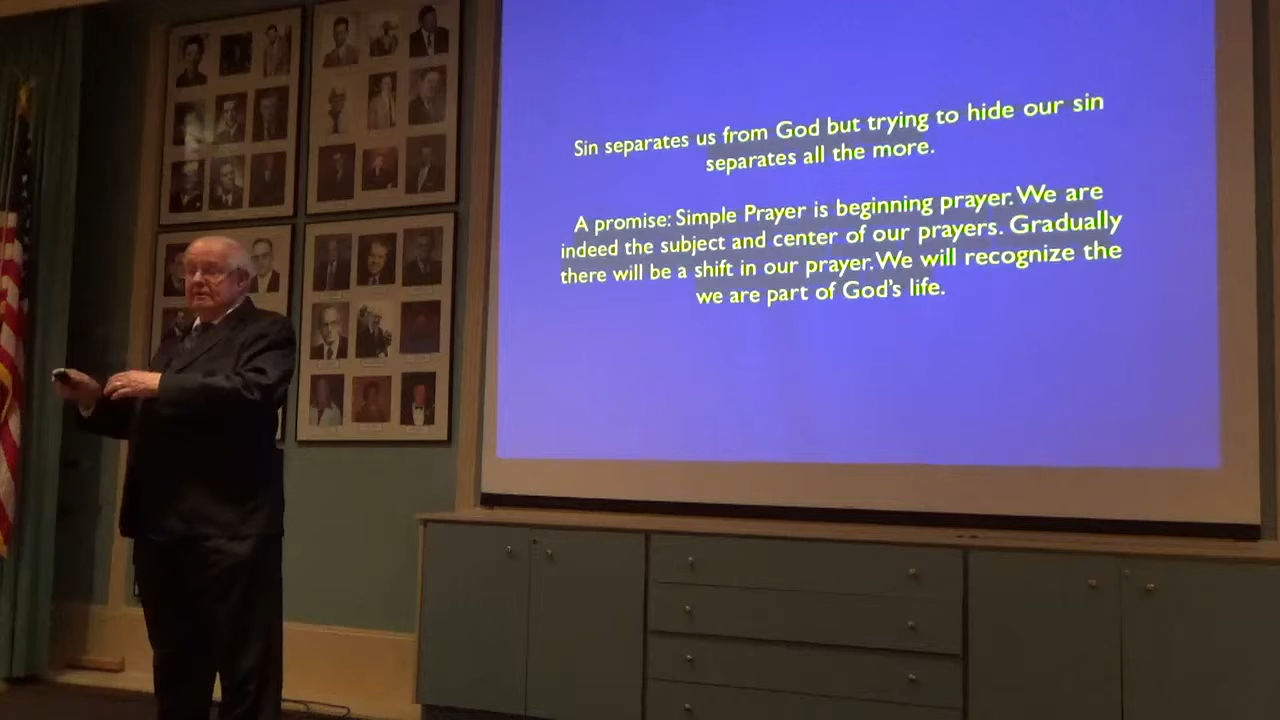 Sin separates us from God but trying to hide our sin
separates all the more.
A promise: Simple Prayer is beginning prayer. We are
indeed the subject and center of our prayers. Gradually
there will be a shift in our prayer. We will recognize the
we are part of God's life.